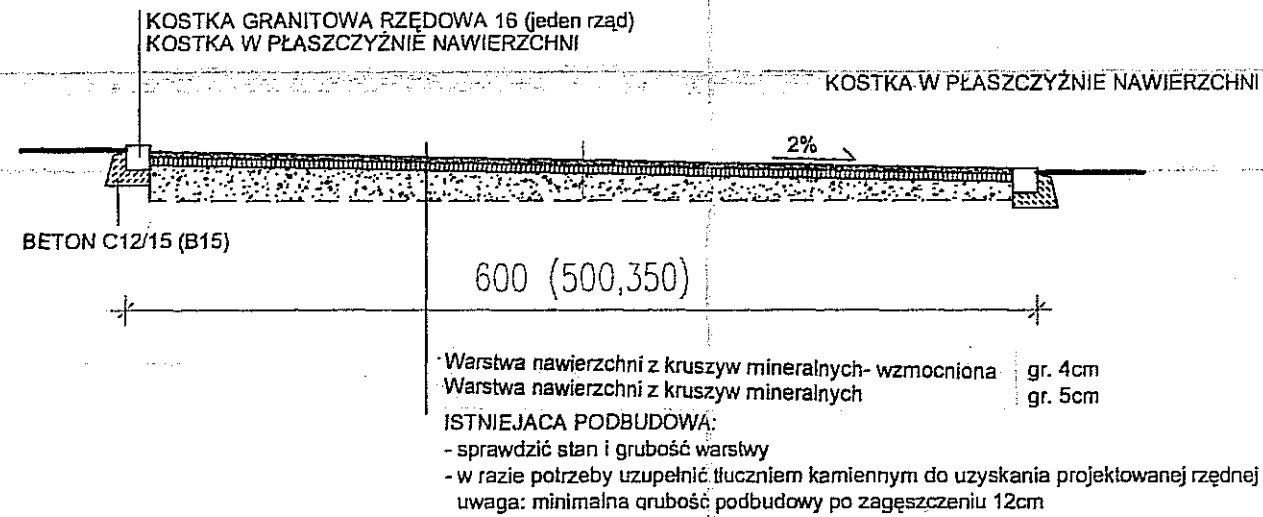 KOSTKA GRANITOWA RZĘDOWA 16 (jeden rząd)
KOSTKA W PŁASZCZYŹNIE NAWIERZCHNI
KOSTKA W PŁASZCZYŹNIE NAWIERZCHNI
2%
BETON C12/15 (B15)
600 (500,350)
Warstwa nawierzchni z kruszyw mineralnych- wzmocniona gr. 4cm
Warstwa nawierzchni z kruszyw mineralnych gr. 5cm
ISTNIEJACA PODBUDOWA:
- sprawdzić stan i grubość warstwy
- w razie potrzeby uzupełnić tłuczniem kamiennym do uzyskania projektowanej rzędnej
uwaga: minimalna grubość podbudowy po zagęszczeniu 12cm